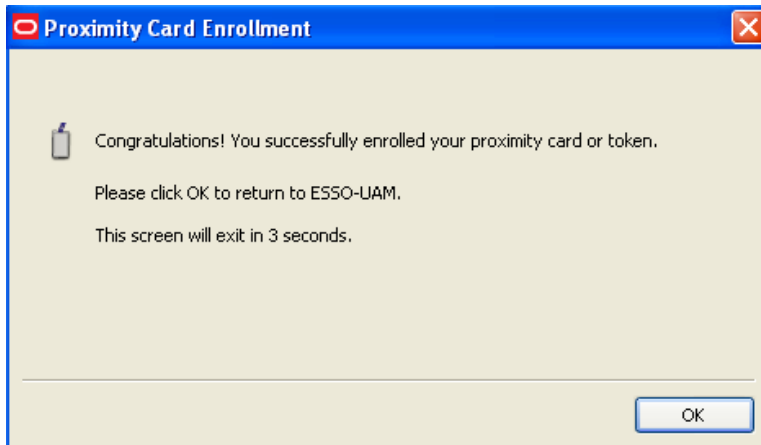 Proximity Card Enrollment
Congratulations! You successfully enrolled your proximity card or token.
Please click OK to return to ESSO-UAM.
This screen will exit in 3 seconds.
OK